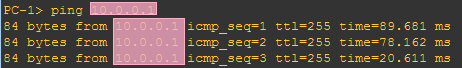 PC-1> ping 10.0.0.1
84 bytes from 10.0.0.1 icmp_seq=1 ttl=255 time=89.681 ms
84 bytes from 10.0.0.1 icmp_seq=2 ttl=255 time=78.162 ms
84 bytes from 10.0.0.1 icmp_seq=3 ttl=255 time=20.611 ms